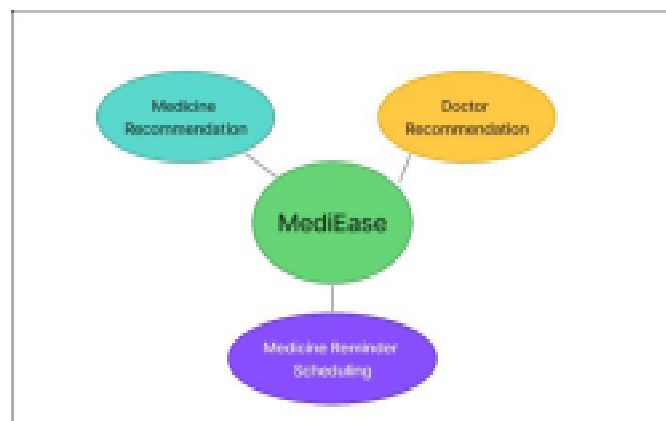 Medicine
Recommendation
Doctor
Recommendation
MediEase
Medicine Reminder
Scheduling